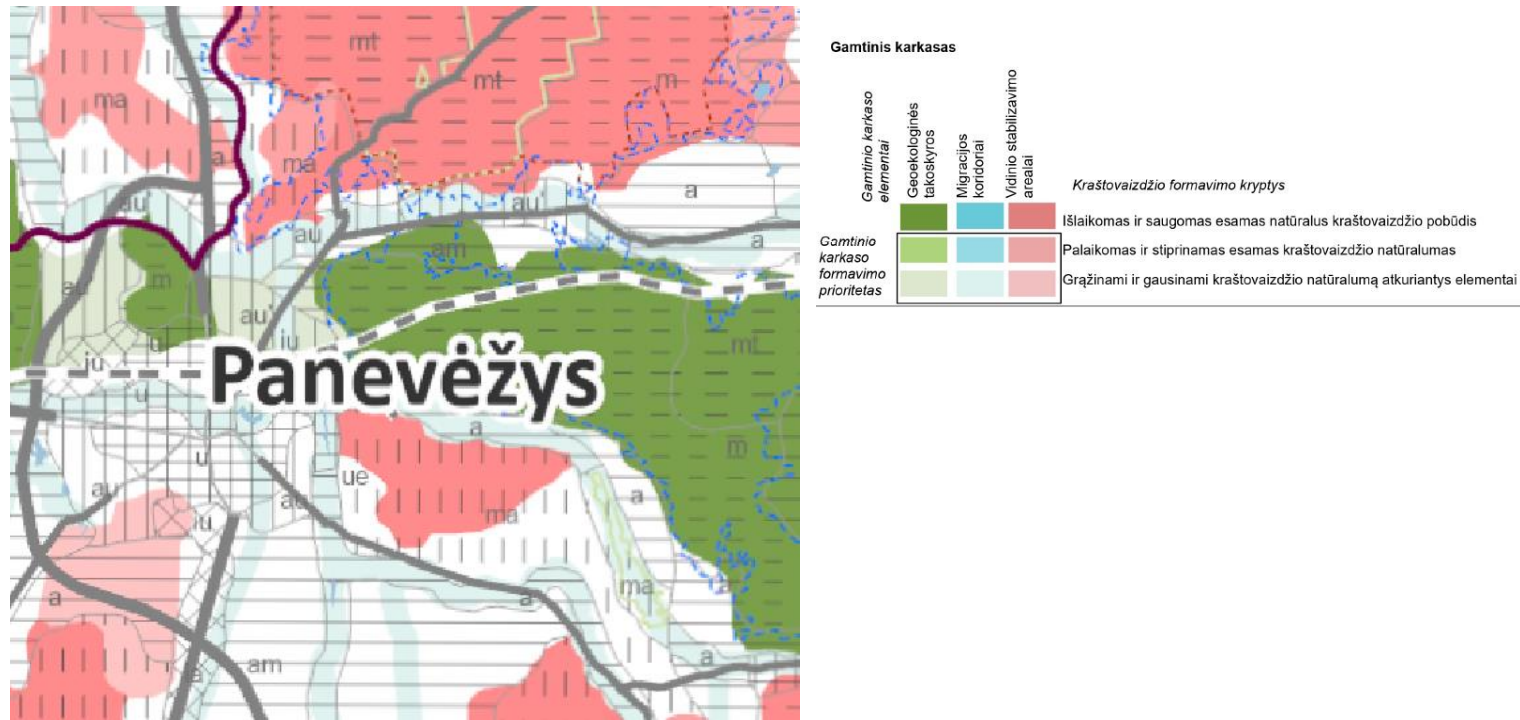 mt
mt
m
ma
a
ma
a
au
au
au
am
a
au
m
au
u
iu
iu
Panevėžys
mt
u
a
m
u
ue
au
ma
a
iu
a
ma
a
a
am
a
Gamtinis karkasas
Gamtinio karkaso
elementai
Geoekologinės
takoskyros
Migracijos
koridoriai
Vidinio stabilizavimo
arealai
Kraštovaizdžio formavimo kryptys
Išlaikomas ir saugomas esamas natūralus kraštovaizdžio pobūdis
Gamtinio
karkaso
formavimo
prioritetas
Palaikomas ir stiprinamas esamas kraštovaizdžio natūralumas
Grąžinami ir gausinami kraštovaizdžio natūralumą atkuriantys elementai